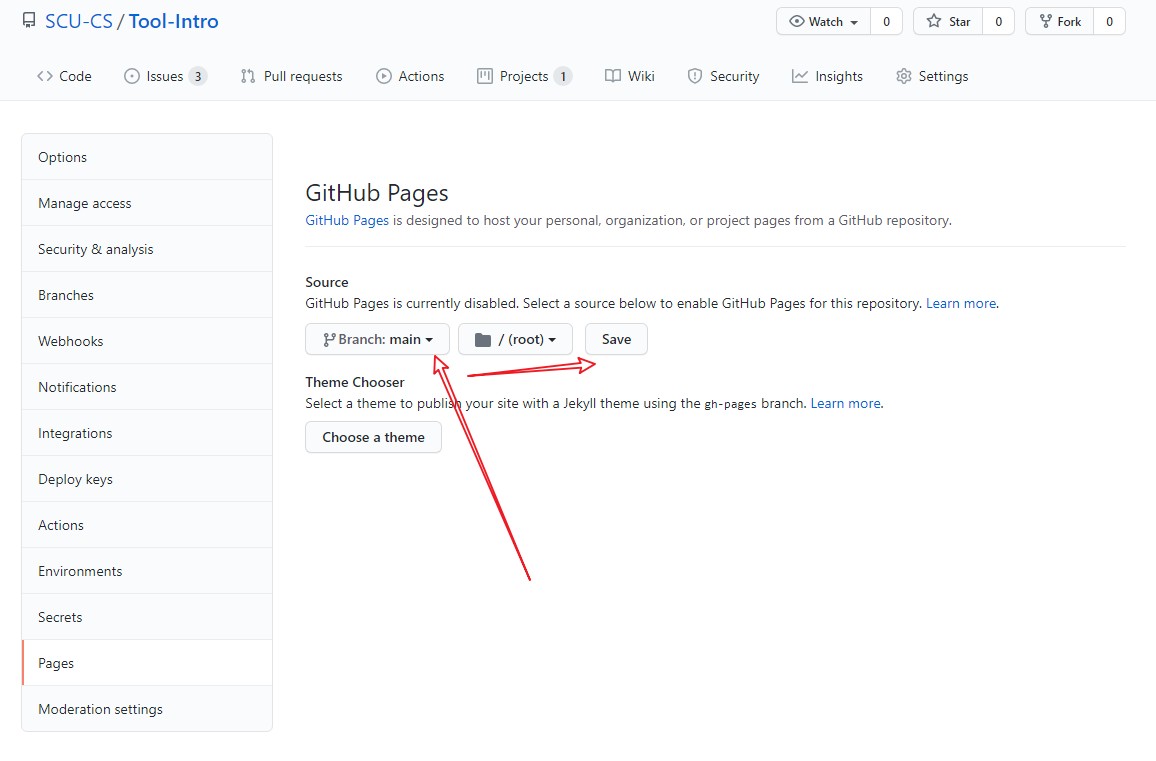 SCU-CS / Tool-Intro
Watch 0 Star 0 Fork 0
Code Issues 3 Pull requests Actions Projects 1 Wiki Security Insights Settings
Options
Manage access
Security & analysis
Branches
Webhooks
Notifications
Integrations
Deploy keys
Actions
Environments
Secrets
Pages
Moderation settings
GitHub Pages
GitHub Pages is designed to host your personal, organization, or project pages from a GitHub repository.
Source
GitHub Pages is currently disabled. Select a source below to enable GitHub Pages for this repository. Learn more.
Branch: main / (root) Save
Theme Chooser
Select a theme to publish your site with a Jekyll theme using the gh-pages branch. Learn more.
Choose a theme